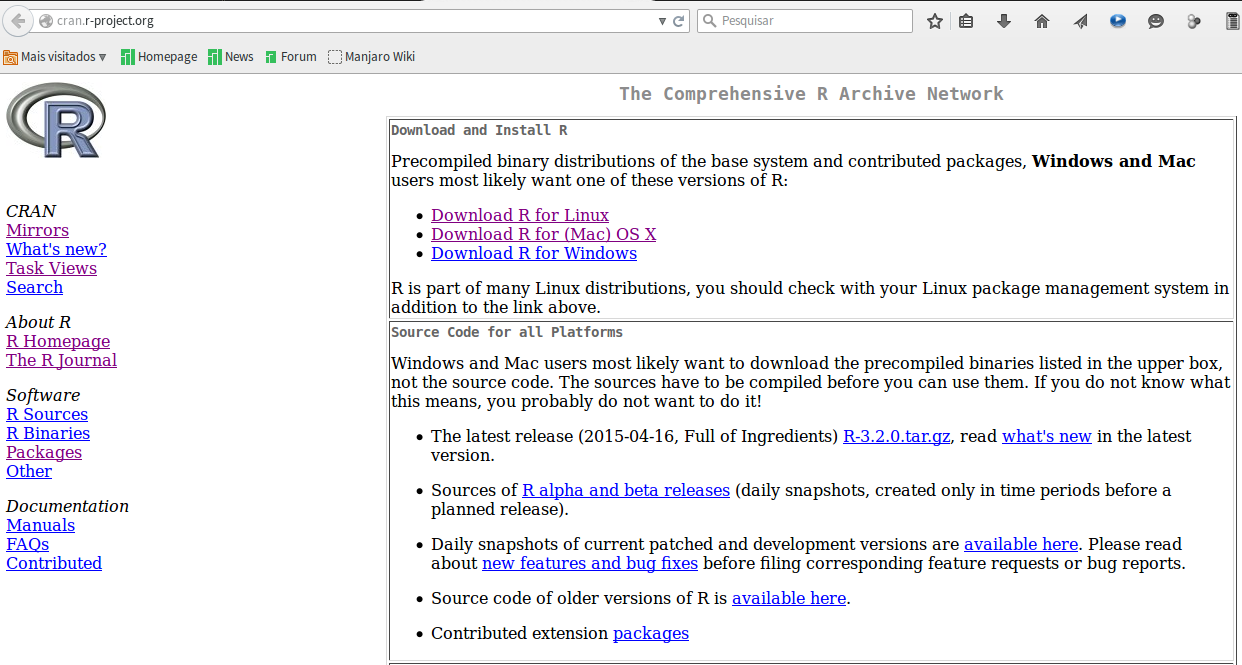 cran.r-project.org
Pesquisar
Mais visitados
Homepage
News
Forum
Manjaro Wiki
R
CRAN
Mirrors
What's new?
Task Views
Search
About R
R Homepage
The R Journal
Software
R Sources
R Binaries
Packages
Other
Documentation
Manuals
FAQs
Contributed
The Comprehensive R Archive Network
Download and Install R
Precompiled binary distributions of the base system and contributed packages, Windows and Mac
users most likely want one of these versions of R:
Download R for Linux
Download R for (Mac) OS X
Download R for Windows
R is part of many Linux distributions, you should check with your Linux package management system in
addition to the link above.
Source Code for all Platforms
Windows and Mac users most likely want to download the precompiled binaries listed in the upper box,
not the source code. The sources have to be compiled before you can use them. If you do not know what
this means, you probably do not want to do it!
The latest release (2015-04-16, Full of Ingredients) R-3.2.0.tar.gz, read what's new in the latest
version.
Sources of R alpha and beta releases (daily snapshots, created only in time periods before a
planned release).
Daily snapshots of current patched and development versions are available here. Please read
about new features and bug fixes before filing corresponding feature requests or bug reports.
Source code of older versions of R is available here.
Contributed extension packages